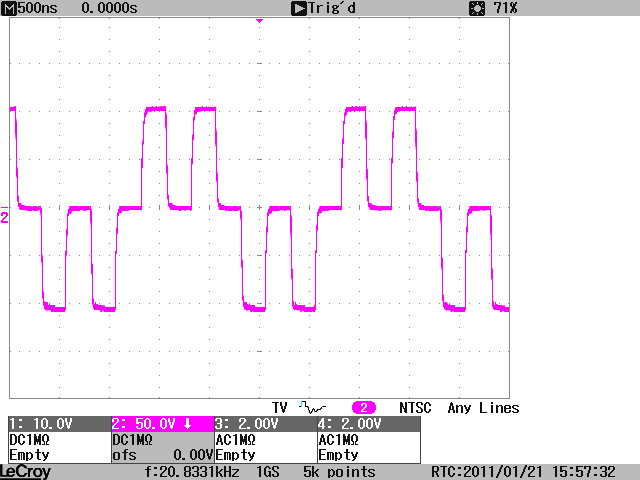 M 500ns 0.0000s Trig'd 71%
2
TV 2 NTSC Any Lines
1: 10.0V 2: 50.0V ↓ 3: 2.00V 4: 2.00V
DC1MΩ DC1MΩ AC1MΩ AC1MΩ
Empty ofs 0.00V Empty Empty
LeCroy f:20.8331kHz 1GS 5k points RTC:2011/01/21 15:57:32